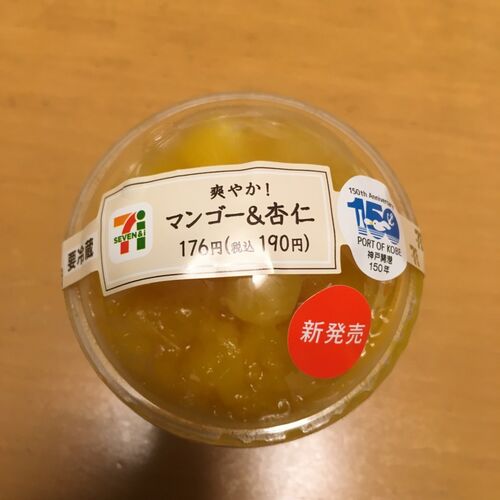 爽やか！
マンゴー&杏仁
176円(税込190円)
7i
SEVEN&i
要冷蔵
150th Anniversary
150
PORT OF KOBE
神戸開港
150年
新発売